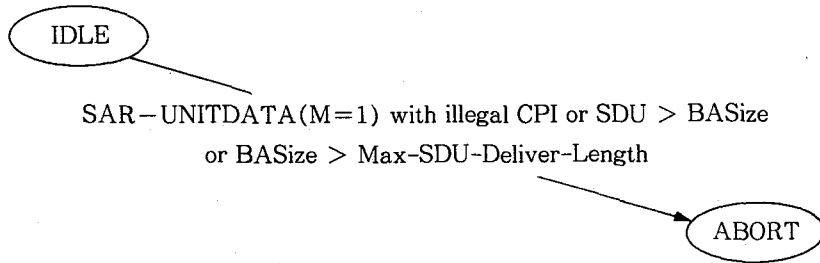 IDLE
SAR-UNITDATA(M=1) with illegal CPI or SDU > BASize
or BASize > Max-SDU-Deliver-Length
ABORT